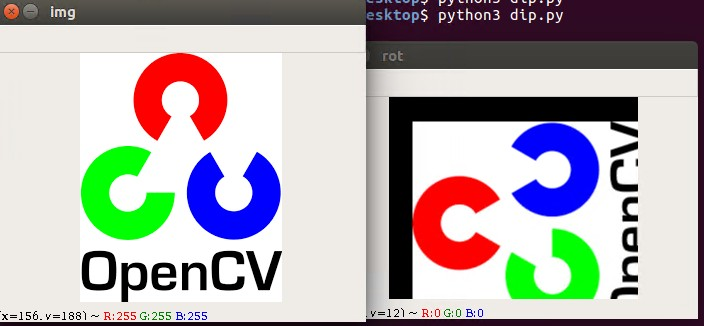 img
esktop$ python3 dip.py
esktop$ python3 dip.py
rot
OpenCV
OpenCV
(x=156, y=188) ~ R:255 G:255 B:255
, y=12) ~ R:0 G:0 B:0